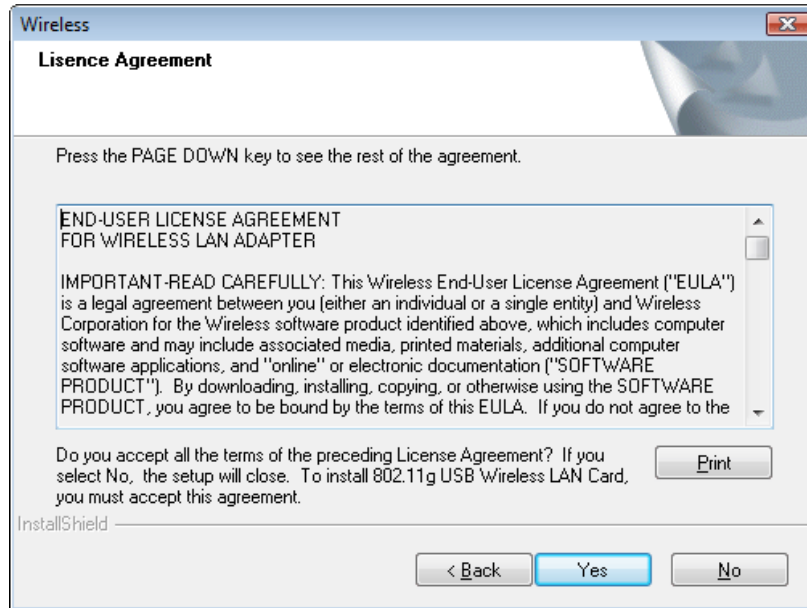 Wireless
Lisence Agreement
Press the PAGE DOWN key to see the rest of the agreement.
END-USER LICENSE AGREEMENT
FOR WIRELESS LAN ADAPTER
IMPORTANT-READ CAREFULLY: This Wireless End-User License Agreement ("EULA")
is a legal agreement between you (either an individual or a single entity) and Wireless
Corporation for the Wireless software product identified above, which includes computer
software and may include associated media, printed materials, additional computer
software applications, and "online" or electronic documentation ("SOFTWARE
PRODUCT").  By downloading, installing, copying, or otherwise using the SOFTWARE
PRODUCT, you agree to be bound by the terms of this EULA.  If you do not agree to the
Do you accept all the terms of the preceding License Agreement?  If you
select No,  the setup will close.  To install 802.11g USB Wireless LAN Card,
you must accept this agreement.
Print
InstallShield
< Back
Yes
No